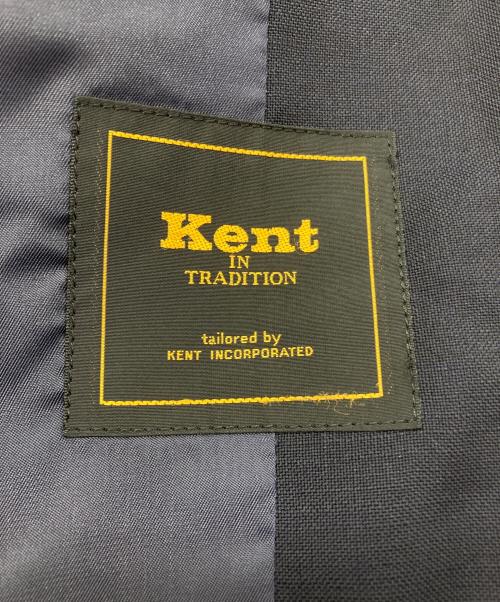 Kent
IN
TRADITION
tailored by
KENT INCORPORATED